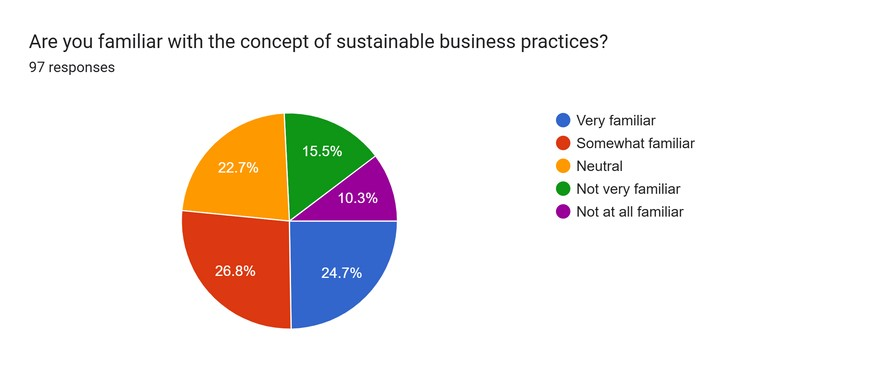 Are you familiar with the concept of sustainable business practices?
97 responses
Very familiar
Somewhat familiar
Neutral
Not very familiar
Not at all familiar
15.5%
22.7%
10.3%
26.8%
24.7%